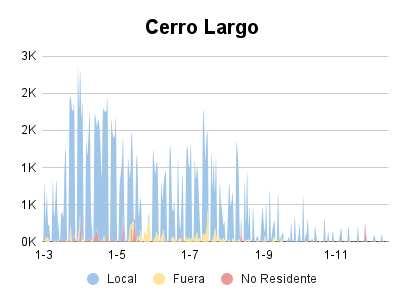 Cerro Largo
3K
2K
2K
1K
1K
0K
1-3
1-5
1-7
1-9
1-11
Local Fuera No Residente